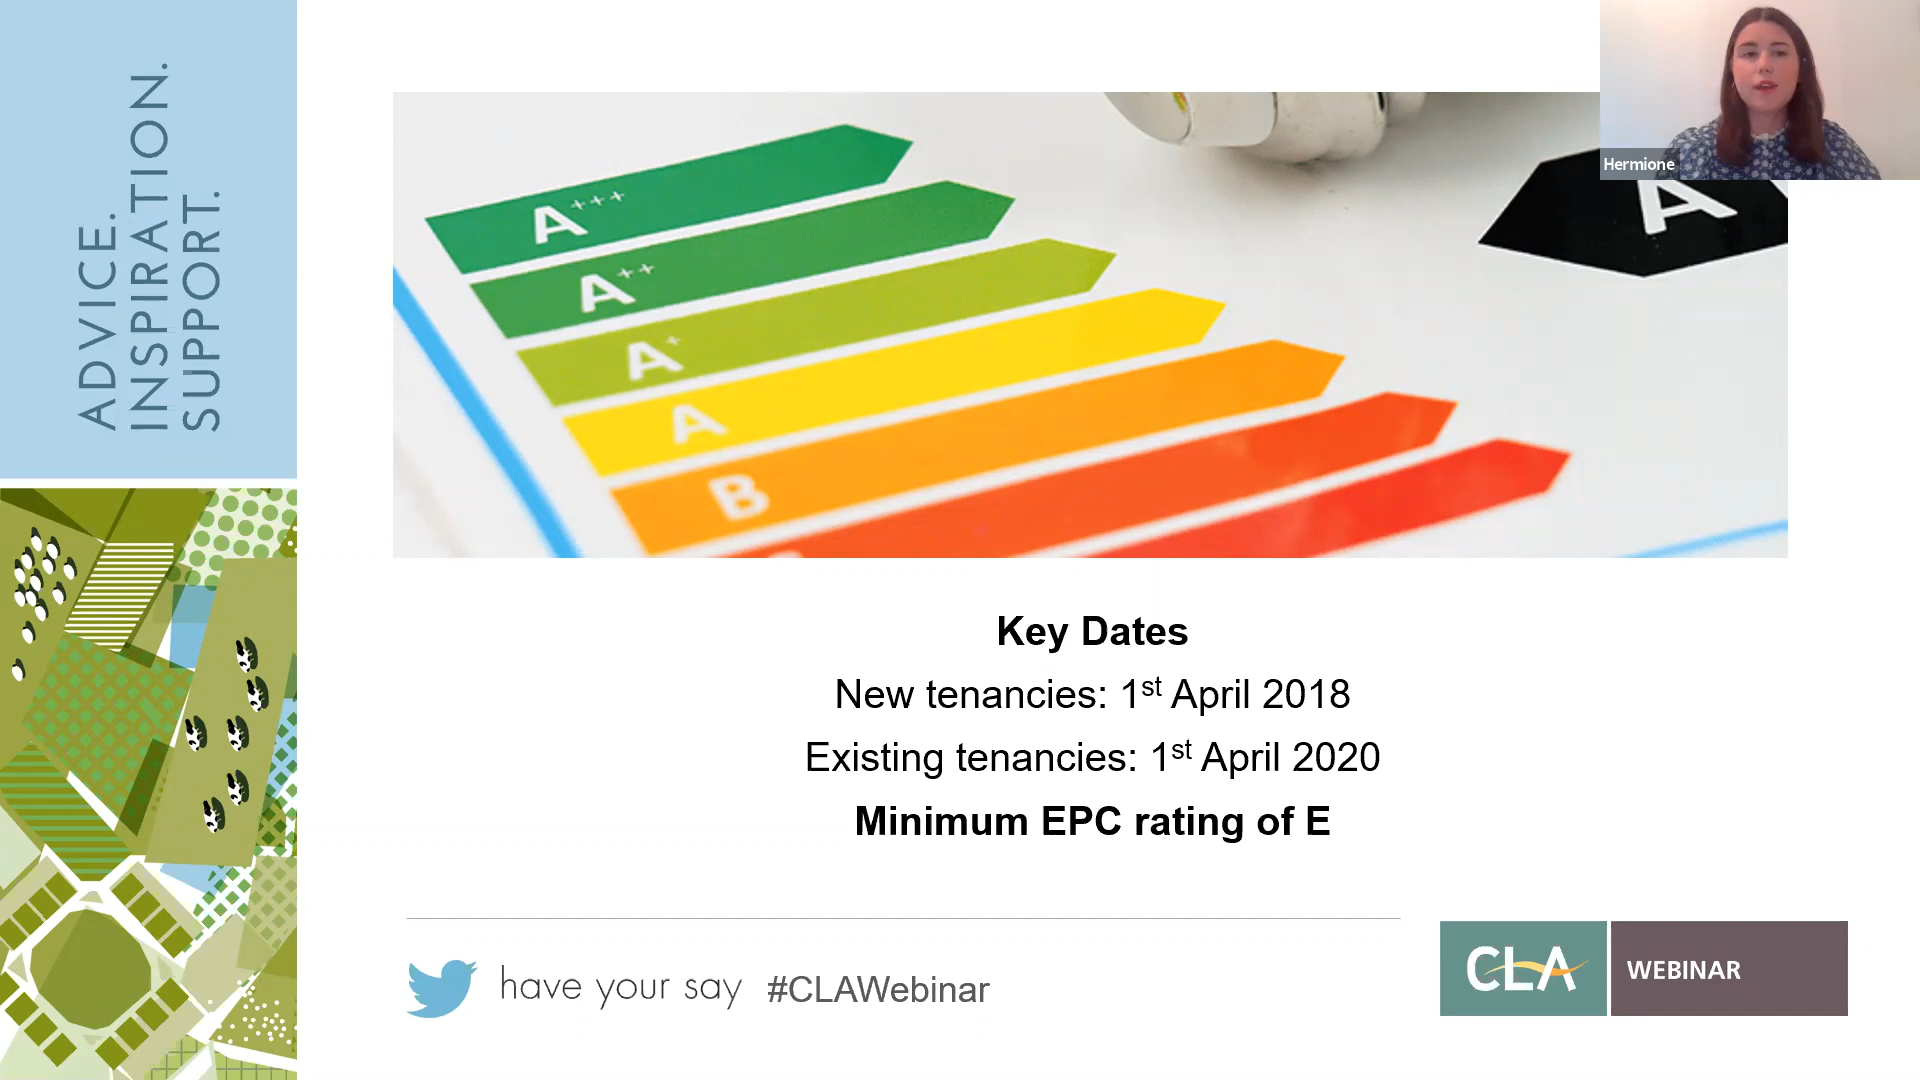 ADVICE.
INSPIRATION.
SUPPORT.
Hermione
A+++
A++
A+
A
B
A
Key Dates
New tenancies: 1st April 2018
Existing tenancies: 1st April 2020
Minimum EPC rating of E
have your say #CLAWebinar
CLA WEBINAR